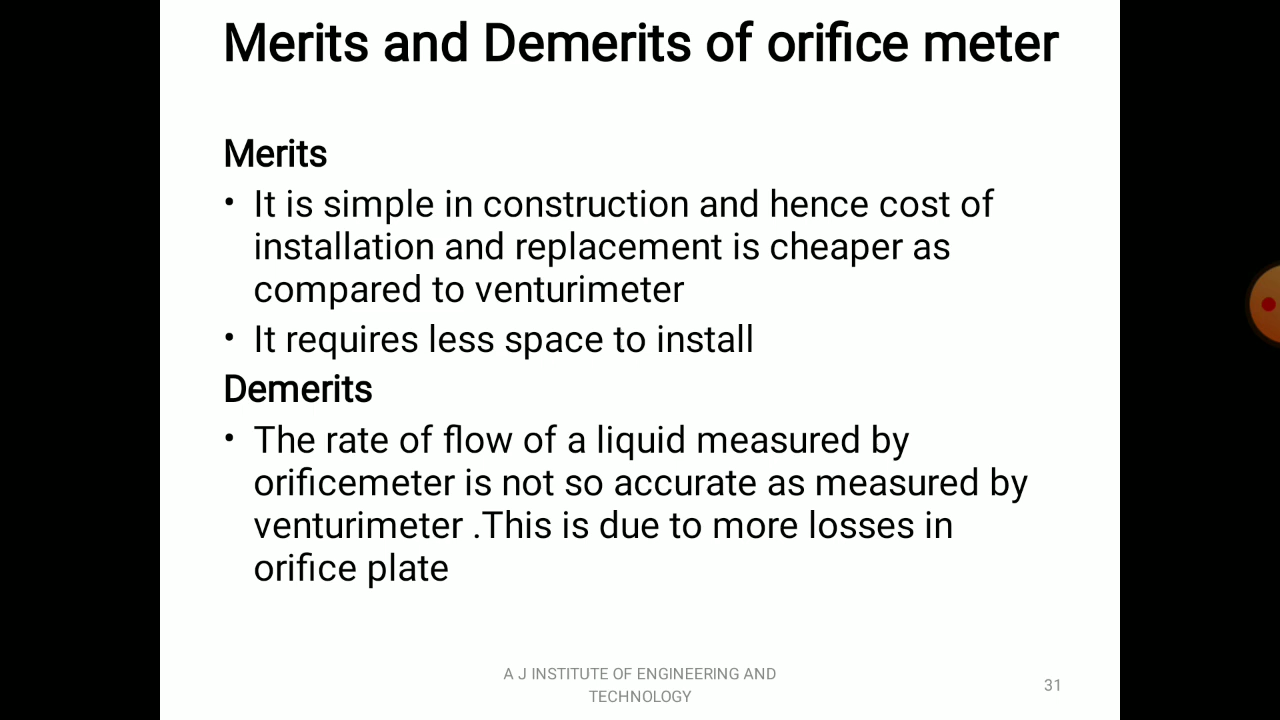 Merits and Demerits of orifice meter
Merits
• It is simple in construction and hence cost of
installation and replacement is cheaper as
compared to venturimeter
• It requires less space to install
Demerits
• The rate of flow of a liquid measured by
orificemeter is not so accurate as measured by
venturimeter .This is due to more losses in
orifice plate
A J INSTITUTE OF ENGINEERING AND
TECHNOLOGY
31